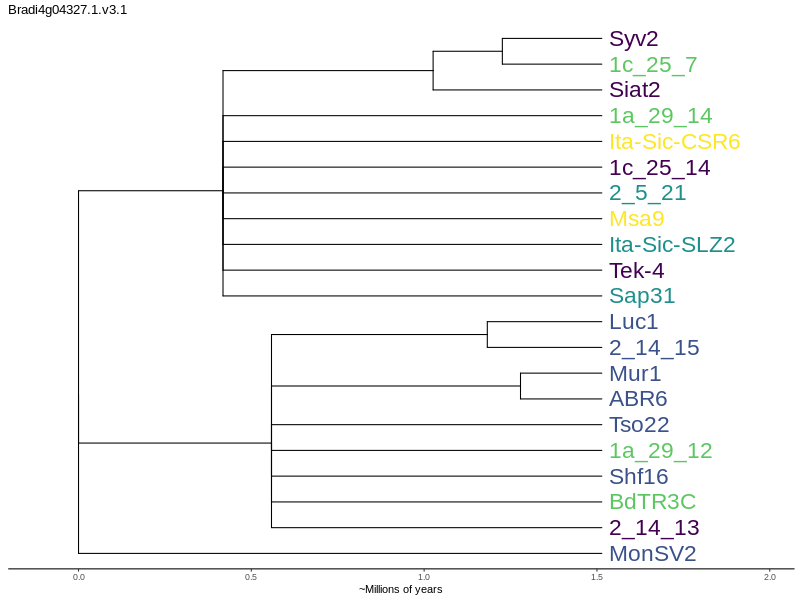 Bradi4g04327.1.v3.1
Syv2
1c_25_7
Siat2
1a_29_14
Ita-Sic-CSR6
1c_25_14
2_5_21
Msa9
Ita-Sic-SLZ2
Tek-4
Sap31
Luc1
2_14_15
Mur1
ABR6
Tso22
1a_29_12
Shf16
BdTR3C
2_14_13
MonSV2
0.0 0.5 1.0 1.5 2.0
~Millions of years